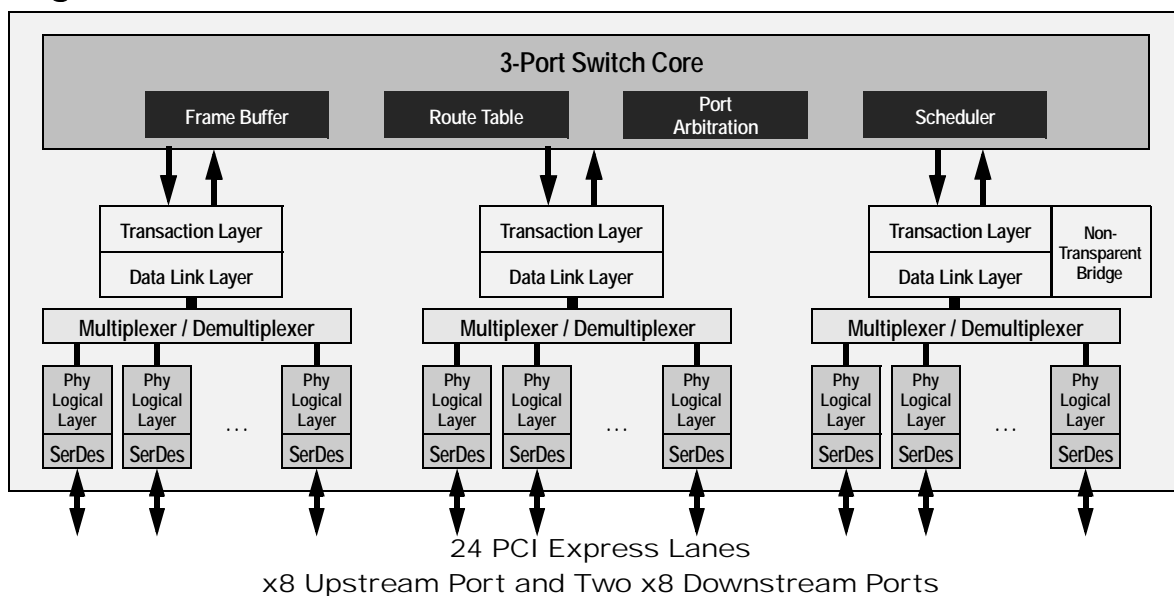 3-Port Switch Core
Frame Buffer
Route Table
Port
Arbitration
Scheduler
Transaction Layer
Data Link Layer
Transaction Layer
Data Link Layer
Transaction Layer
Data Link Layer
Non-
Transparent
Bridge
Multiplexer / Demultiplexer
Multiplexer / Demultiplexer
Multiplexer / Demultiplexer
Phy
Logical
Layer
SerDes
Phy
Logical
Layer
SerDes
...
Phy
Logical
Layer
SerDes
Phy
Logical
Layer
SerDes
Phy
Logical
Layer
SerDes
...
Phy
Logical
Layer
SerDes
Phy
Logical
Layer
SerDes
Phy
Logical
Layer
SerDes
...
Phy
Logical
Layer
SerDes
24 PCI Express Lanes
x8 Upstream Port and Two x8 Downstream Ports